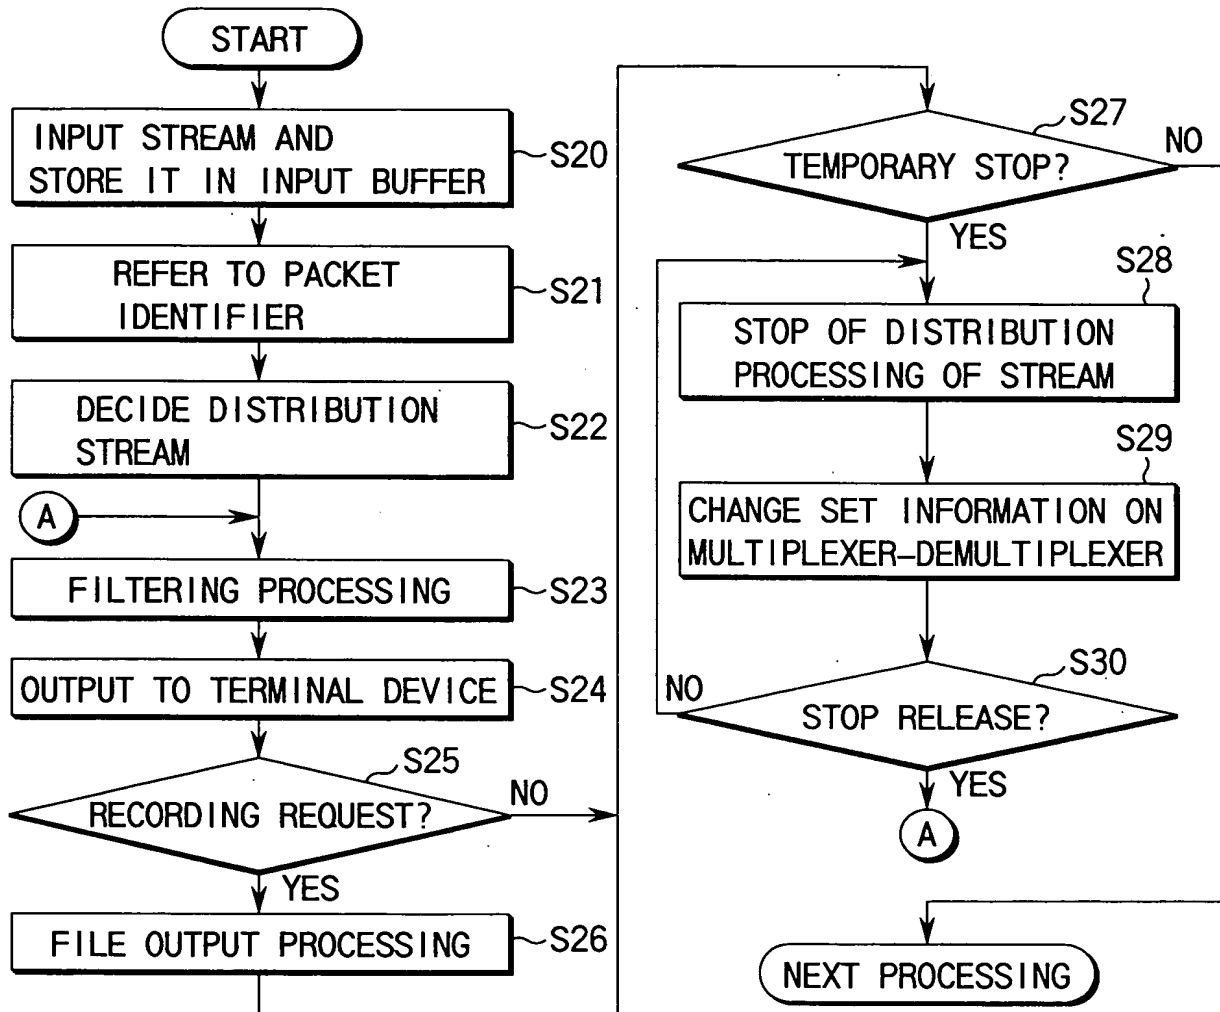 START
INPUT STREAM AND
STORE IT IN INPUT BUFFER
S20
REFER TO PACKET
IDENTIFIER
S21
DECIDE DISTRIBUTION
STREAM
S22
A
FILTERING PROCESSING
S23
OUTPUT TO TERMINAL DEVICE
S24
S25
RECORDING REQUEST?
NO
YES
FILE OUTPUT PROCESSING
S26
S27
TEMPORARY STOP?
NO
YES
S28
STOP OF DISTRIBUTION
PROCESSING OF STREAM
S29
CHANGE SET INFORMATION ON
MULTIPLEXER-DEMULTIPLEXER
S30
NO
STOP RELEASE?
YES
A
NEXT PROCESSING